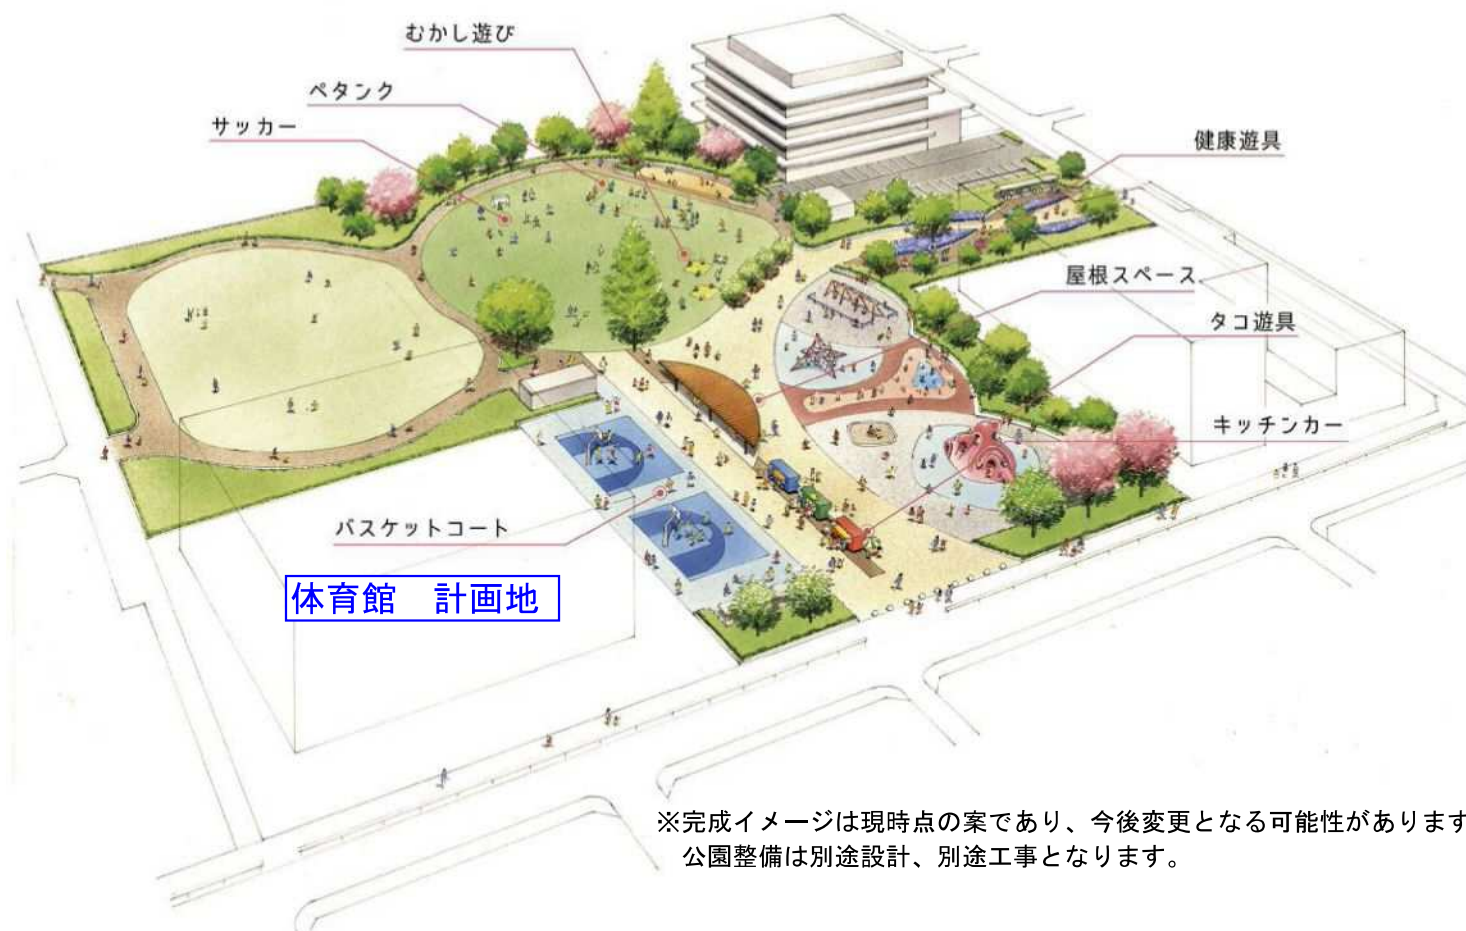 むかし遊び
ペタンク
サッカー
健康遊具
屋根スペース
タコ遊具
キッチンカー
バスケットコート
体育館　計画地
※完成イメージは現時点の案であり、今後変更となる可能性があります
公園整備は別途設計、別途工事となります。